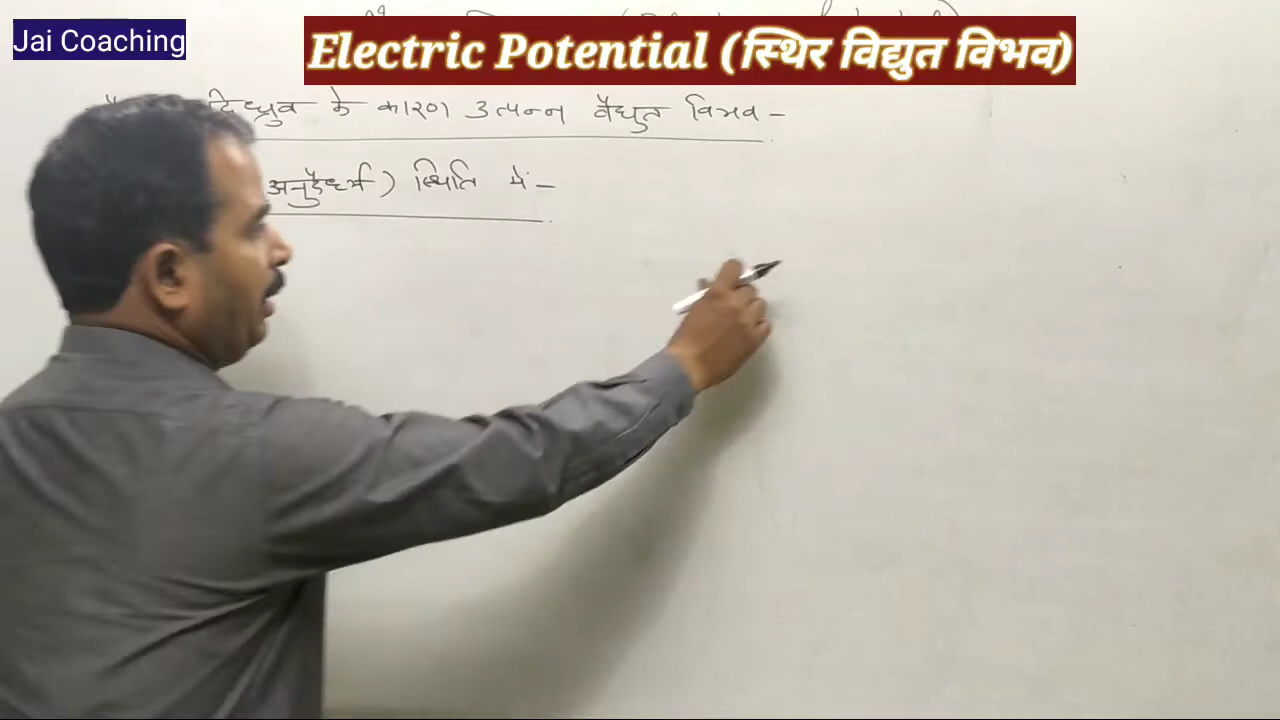 Jai Coaching
Electric Potential (स्थिर विद्युत विभव)
द्विध्रुव के कारण उत्पन्न वैद्युत विभव -
अनुदैर्ध्य) स्थिति में -